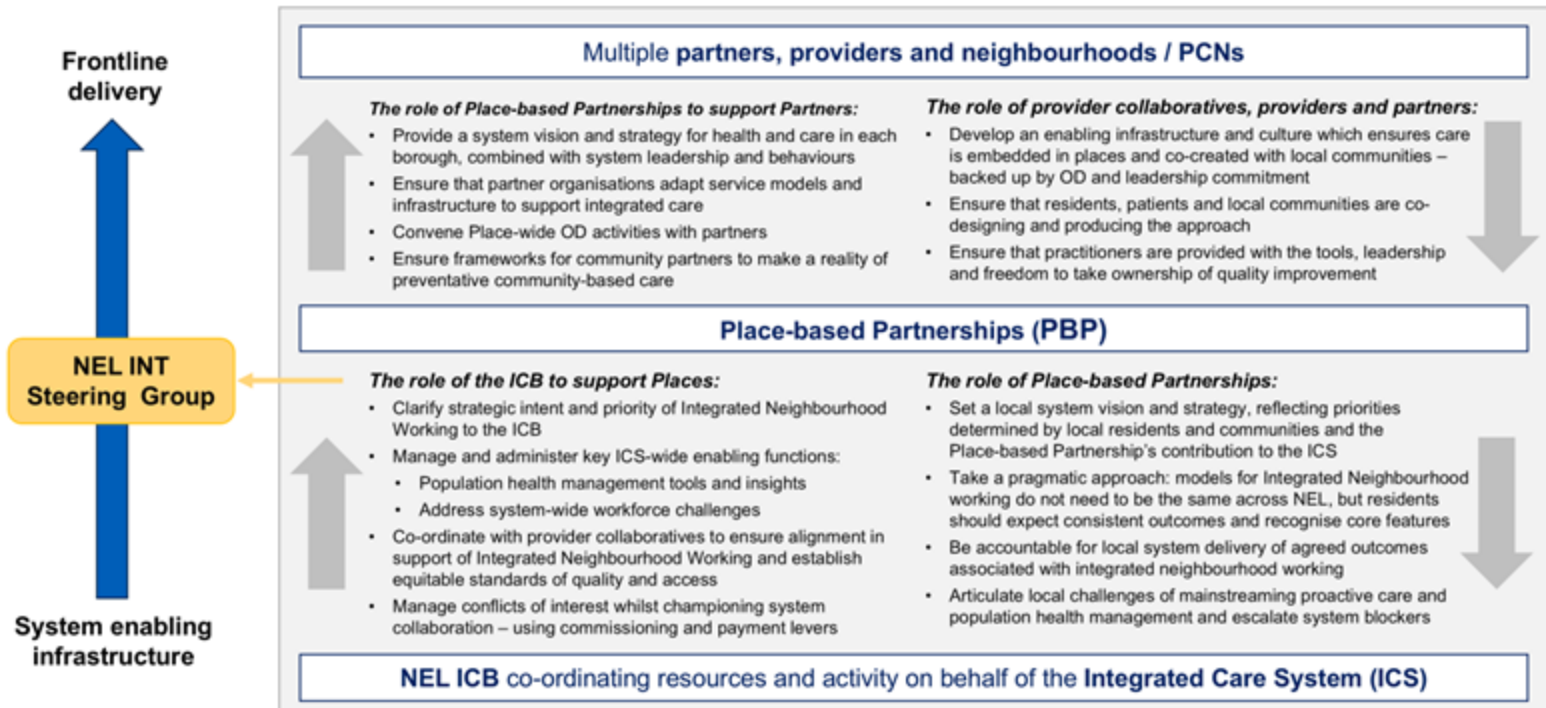 Frontline
delivery
NEL INT
Steering Group
System enabling
infrastructure
Multiple partners, providers and neighbourhoods / PCNs
The role of Place-based Partnerships to support Partners:
• Provide a system vision and strategy for health and care in each
borough, combined with system leadership and behaviours
• Ensure that partner organisations adapt service models and
infrastructure to support integrated care
• Convene Place-wide OD activities with partners
• Ensure frameworks for community partners to make a reality of
preventative community-based care
The role of provider collaboratives, providers and partners:
• Develop an enabling infrastructure and culture which ensures care
is embedded in places and co-created with local communities –
backed up by OD and leadership commitment
• Ensure that residents, patients and local communities are co-
designing and producing the approach
• Ensure that practitioners are provided with the tools, leadership
and freedom to take ownership of quality improvement
Place-based Partnerships (PBP)
The role of the ICB to support Places:
• Clarify strategic intent and priority of Integrated Neighbourhood
Working to the ICB
• Manage and administer key ICS-wide enabling functions:
• Population health management tools and insights
• Address system-wide workforce challenges
• Co-ordinate with provider collaboratives to ensure alignment in
support of Integrated Neighbourhood Working and establish
equitable standards of quality and access
• Manage conflicts of interest whilst championing system
collaboration – using commissioning and payment levers
The role of Place-based Partnerships:
• Set a local system vision and strategy, reflecting priorities
determined by local residents and communities and the
Place-based Partnership's contribution to the ICS
• Take a pragmatic approach: models for Integrated Neighbourhood
working do not need to be the same across NEL, but residents
should expect consistent outcomes and recognise core features
• Be accountable for local system delivery of agreed outcomes
associated with integrated neighbourhood working
• Articulate local challenges of mainstreaming proactive care and
population health management and escalate system blockers
NEL ICB co-ordinating resources and activity on behalf of the Integrated Care System (ICS)